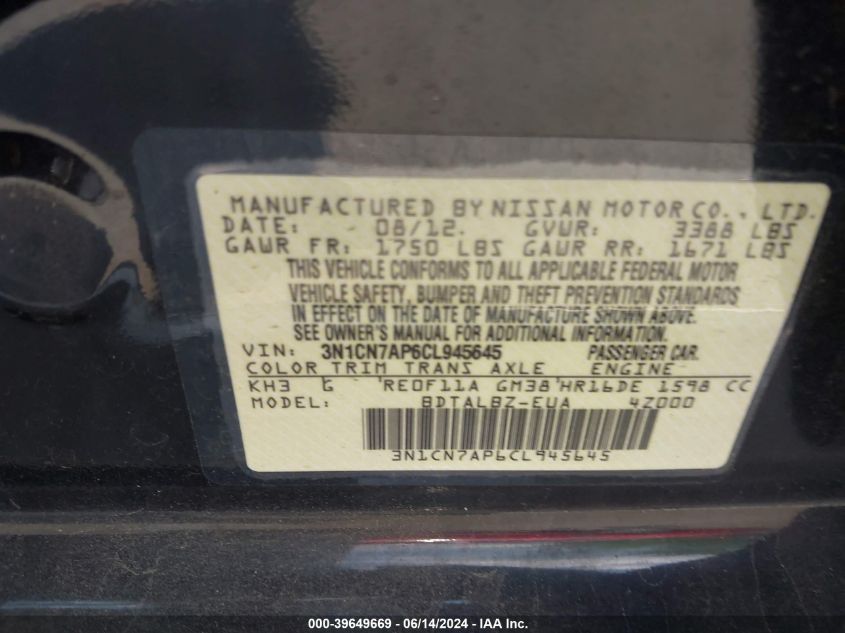 MANUFACTURED BY NISSAN MOTOR CO., LTD.
DATE: 08/12. GVWR: 3388 LBS
GAWR FR: 1750 LBS GAWR RR: 1671 LBS
THIS VEHICLE CONFORMS TO ALL APPLICABLE FEDERAL MOTOR
VEHICLE SAFETY, BUMPER AND THEFT PREVENTION STANDARDS
IN EFFECT ON THE DATE OF MANUFACTURE SHOWN ABOVE.
SEE OWNER'S MANUAL FOR ADDITIONAL INFORMATION.
VIN: 3N1CN7AP6CL945645 PASSENGER CAR.
COLOR TRIM TRANS AXLE ENGINE
KH3 G RE0F11A GM38 HR16DE 1598 CC
MODEL: BDTALBZ-EUA 4Z000
3N1CN7AP6CL945645
000-39649669 - 06/14/2024 - IAA Inc.